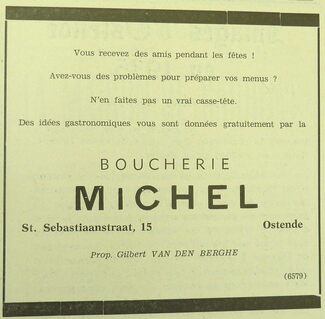 Vous recevez des amis pendant les fêtes !
Avez-vous des problèmes pour préparer vos menus ?
N'en faites pas un vrai casse-tête.
Des idées gastronomiques vous sont données gratuitement par la
BOUCHERIE
MICHEL
St. Sebastiaanstraat, 15 Ostende
Prop. Gilbert VAN DEN BERGHE
(6579)